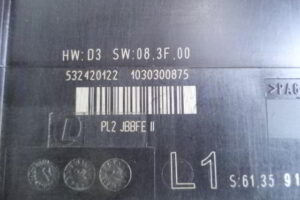 HW:D3 SW:08,3F,00
532420122 1030300875
>PAG
PL2 JBBFE II
L1 S:61,35 91